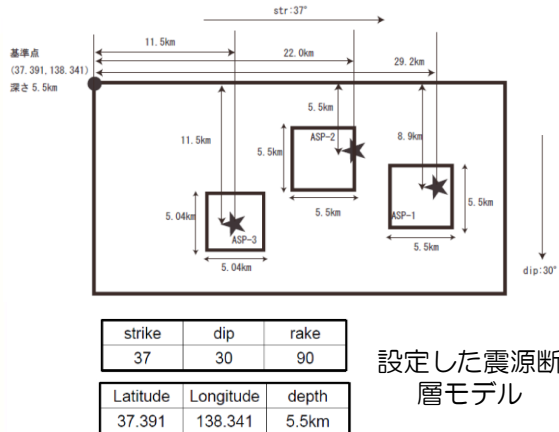 str:37°
11.5km
22.0km
29.2km
基準点
(37.391, 138.341)
深さ 5.5km
5.5km
8.9km
11.5km
ASP-2
5.5km
5.5km
5.5km
ASP-1
5.5km
5.04km
ASP-3
5.04km
dip:30°
strike dip rake
37 30 90
Latitude Longitude depth
37.391 138.341 5.5km
設定した震源断
層モデル